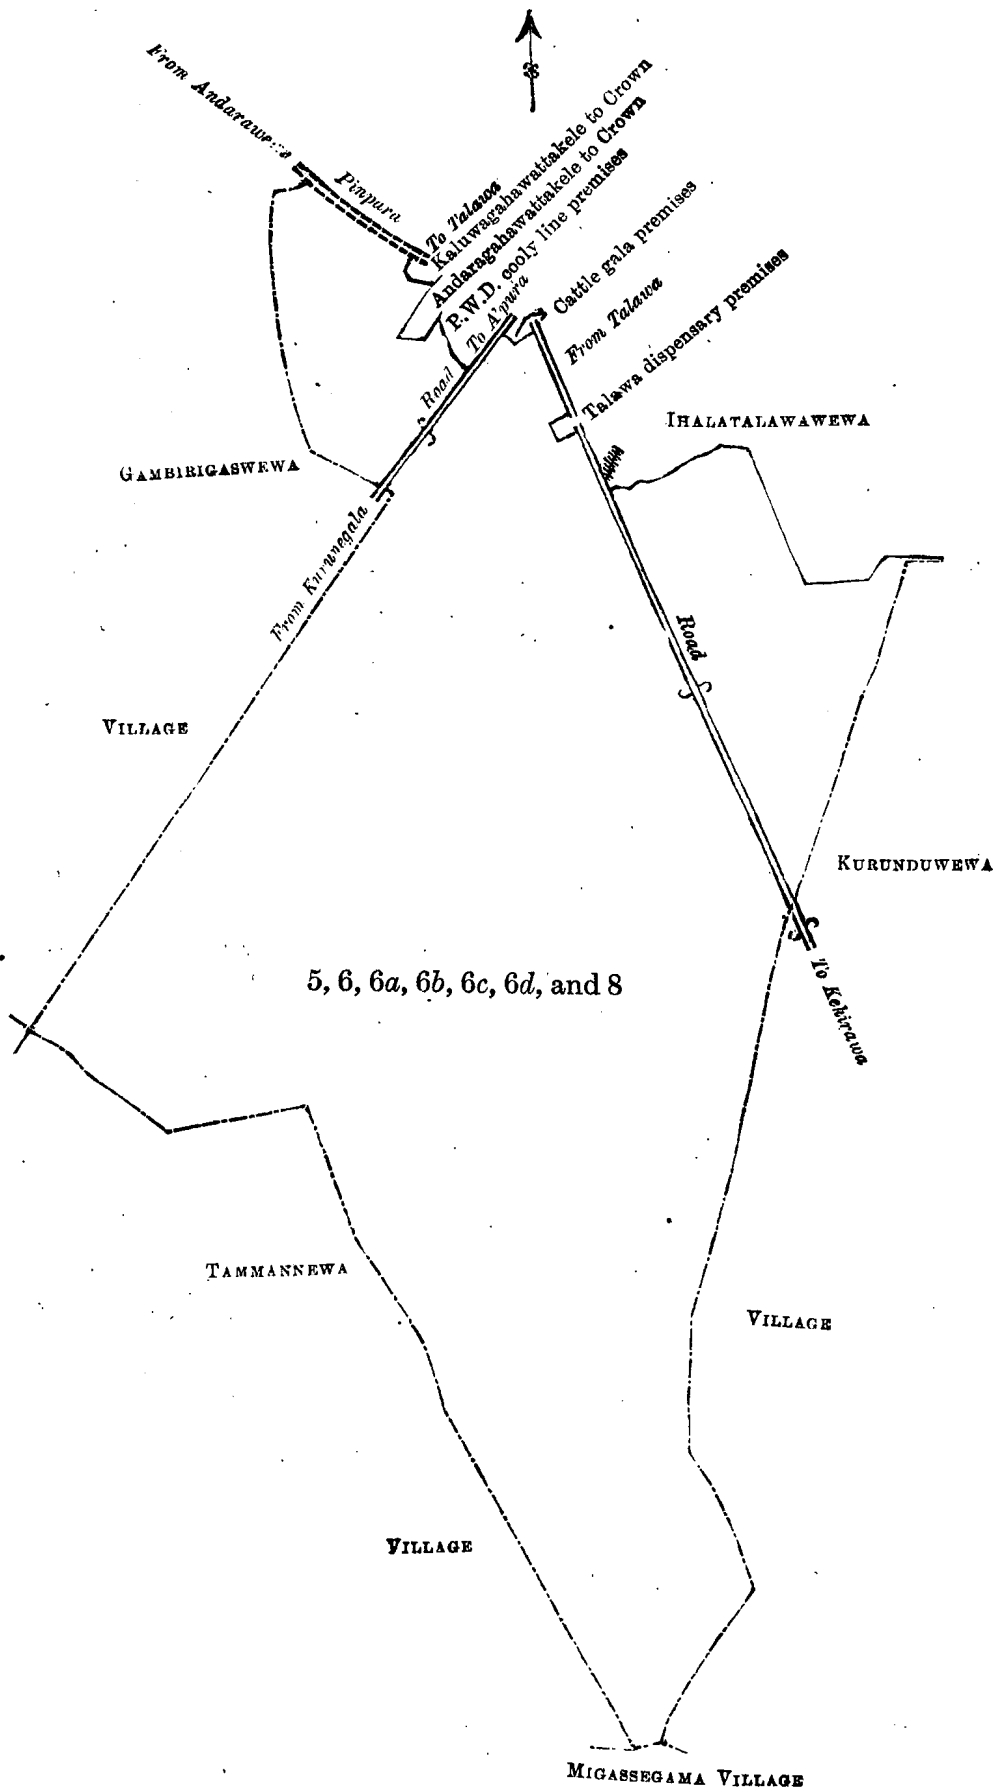 From Andarawewa
Pinpura
To Talawa
Kaluwagahawattakele to Crown
Andaragahawattakele to Crown
P.W.D. cooly line premises
To A'pura
Cattle gala premises
From Talawa
Talawa dispensary premises
Road
IHALATALAWAWEWA
GAMBIRIGASWEWA
From Kurunegala
Road
VILLAGE
KURUNDUWEWA
5, 6, 6a, 6b, 6c, 6d, and 8
To Kekirawa
TAMMANNEWA
VILLAGE
VILLAGE
MIGASSEGAMA VILLAGE